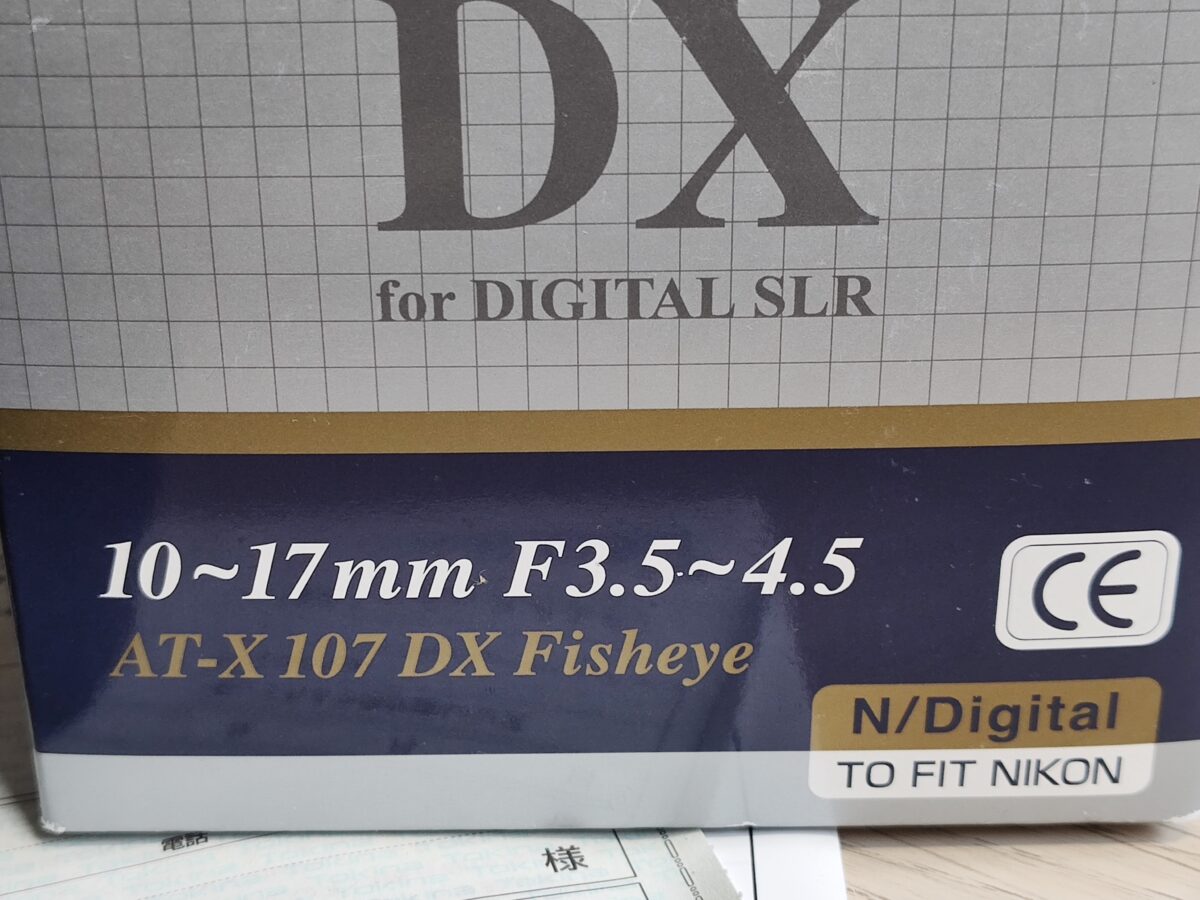 DX
for DIGITAL SLR
10~17mm F3.5~4.5
AT-X 107 DX Fisheye
CE
N/Digital
TO FIT NIKON
電話
様